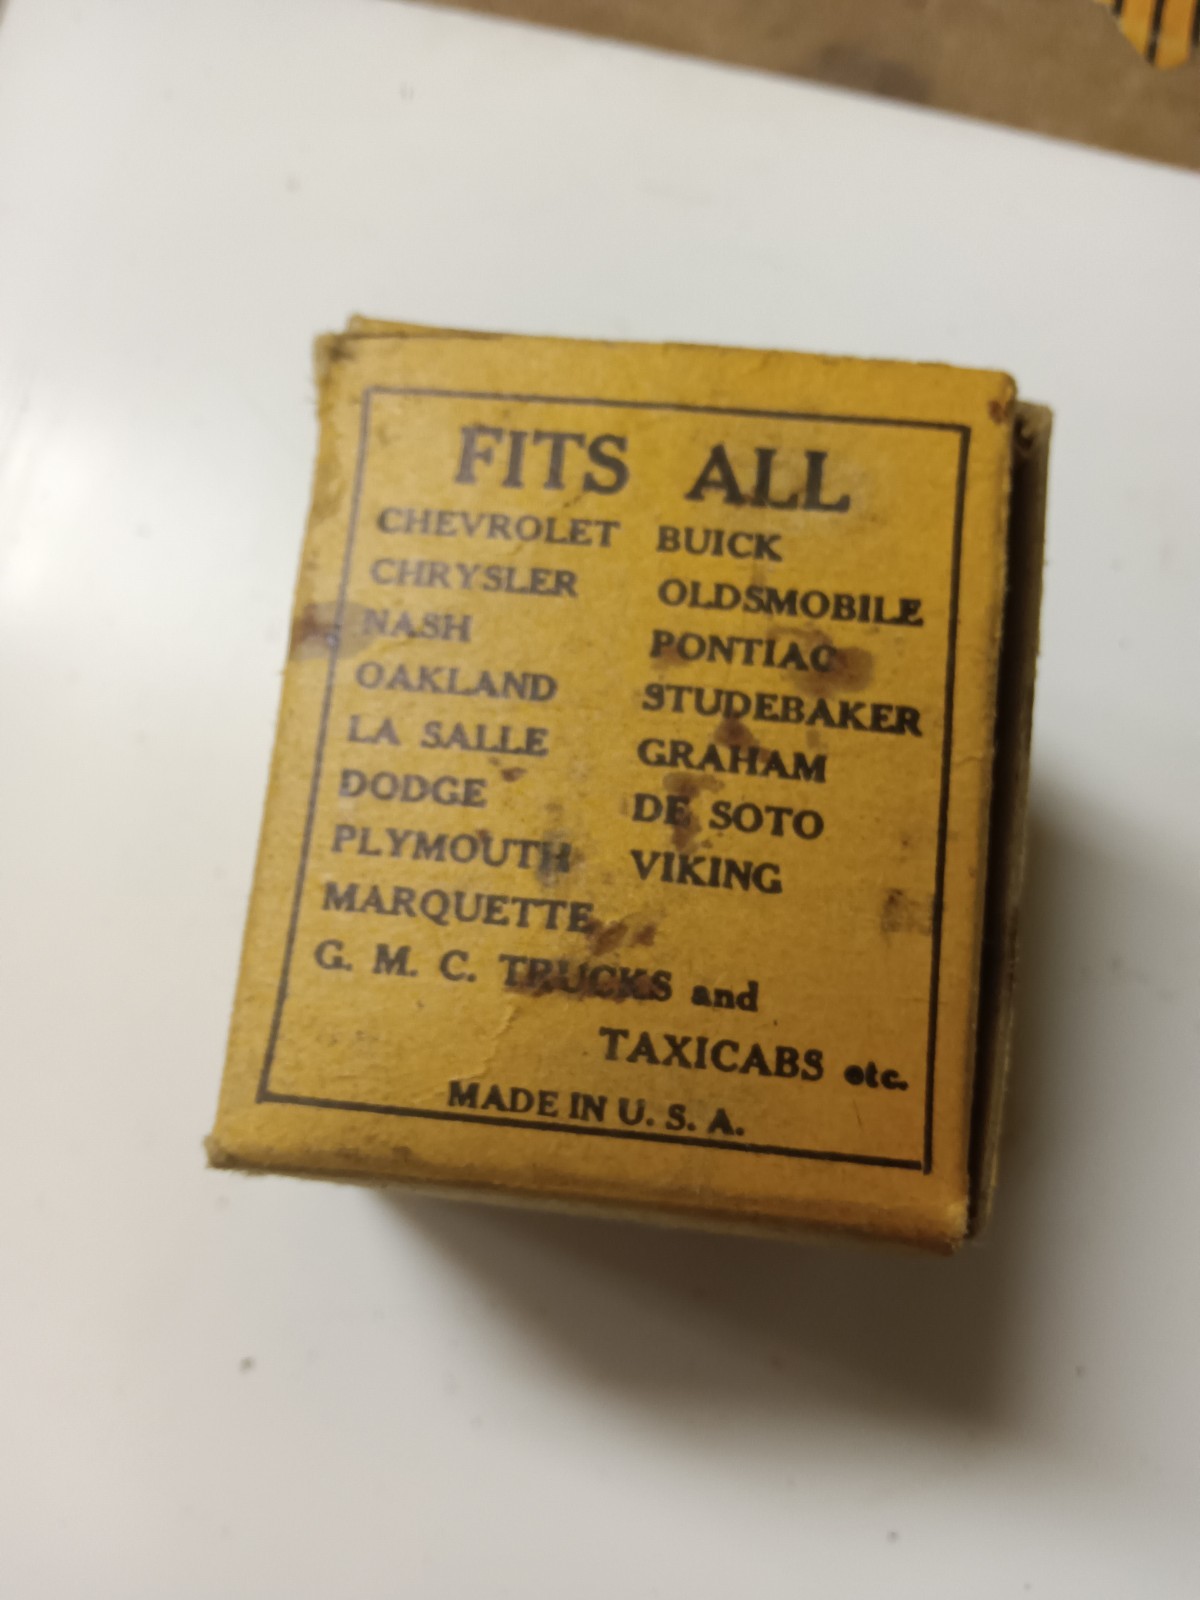 FITS ALL
CHEVROLET BUICK
CHRYSLER OLDSMOBILE
NASH PONTIAC
OAKLAND STUDEBAKER
LA SALLE GRAHAM
DODGE DE SOTO
PLYMOUTH VIKING
MARQUETTE
G. M. C. TRUCKS and
TAXICABS etc.
MADE IN U. S. A.